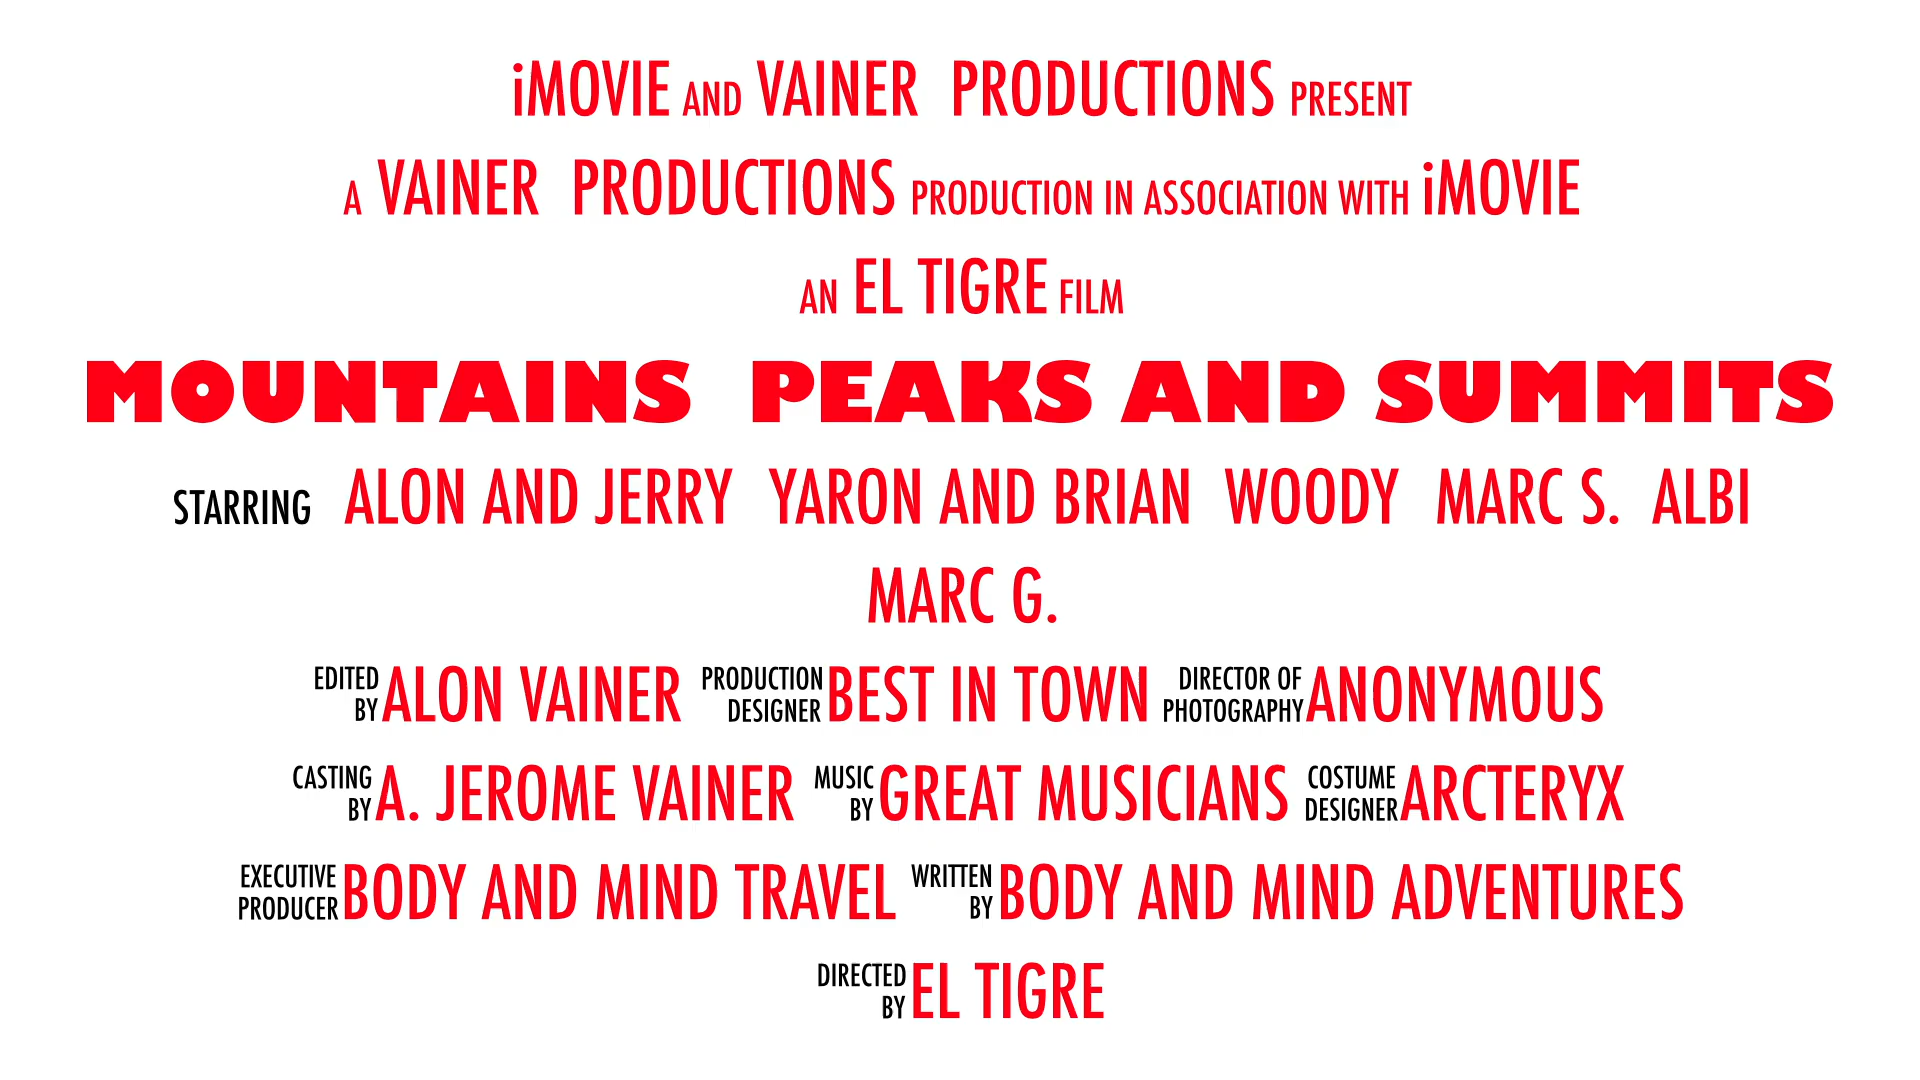 iMOVIE AND VAINER PRODUCTIONS PRESENT
A VAINER PRODUCTIONS PRODUCTION IN ASSOCIATION WITH iMOVIE
AN EL TIGRE FILM
MOUNTAINS PEAKS AND SUMMITS
STARRING ALON AND JERRY YARON AND BRIAN WOODY MARC S. ALBI
MARC G.
EDITED BY ALON VAINER PRODUCTION DESIGNER BEST IN TOWN DIRECTOR OF PHOTOGRAPHY ANONYMOUS
CASTING BY A. JEROME VAINER MUSIC BY GREAT MUSICIANS COSTUME DESIGNER ARCTERYX
EXECUTIVE PRODUCER BODY AND MIND TRAVEL WRITTEN BY BODY AND MIND ADVENTURES
DIRECTED BY EL TIGRE